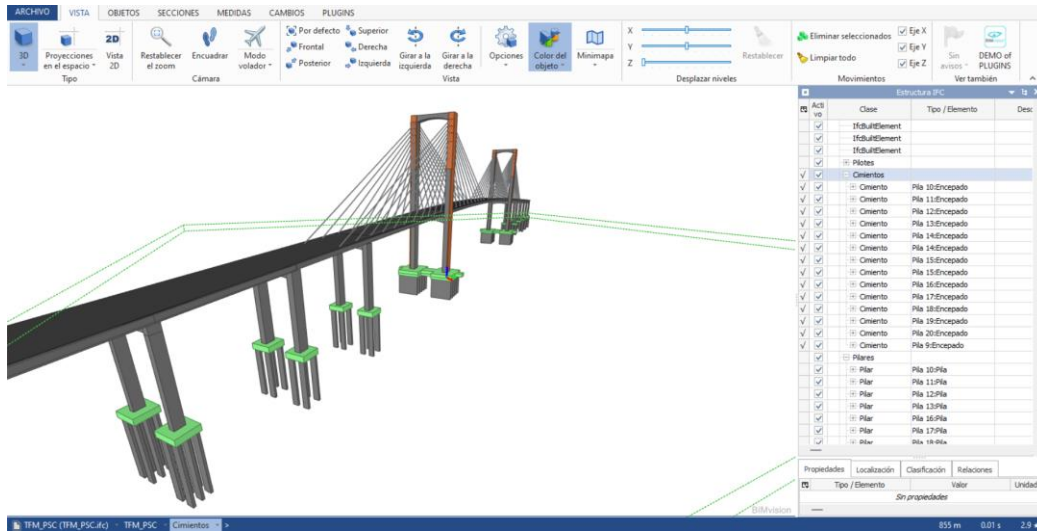 ARCHIVO VISTA OBJETOS SECCIONES MEDIDAS CAMBIOS PLUGINS
3D
Proyecciones en el espacio
2D Vista 2D
Tipo
Restablecer el zoom
Encuadrar
Modo volador
Cámara
Por defecto Superior
Frontal Derecha
Posterior Izquierda
Girar a la izquierda
Girar a la derecha
Vista
Opciones
Color del objeto
Minimapa
X
Y
Z
Restablecer
Desplazar niveles
Eliminar seleccionados Eje X
Eje Y
Limpiar todo Eje Z
Movimientos
Sin avisos
DEMO of PLUGINS
Ver también
Estructura IFC
Activo Clase Tipo / Elemento Desc
IfcBuiltElement
IfcBuiltElement
IfcBuiltElement
Pilotes
Cimientos
Cimiento Pila 10:Encepado
Cimiento Pila 11:Encepado
Cimiento Pila 12:Encepado
Cimiento Pila 13:Encepado
Cimiento Pila 14:Encepado
Cimiento Pila 14:Encepado
Cimiento Pila 15:Encepado
Cimiento Pila 15:Encepado
Cimiento Pila 16:Encepado
Cimiento Pila 17:Encepado
Cimiento Pila 18:Encepado
Cimiento Pila 19:Encepado
Cimiento Pila 20:Encepado
Cimiento Pila 9:Encepado
Pilares
Pilar Pila 10:Pila
Pilar Pila 11:Pila
Pilar Pila 12:Pila
Pilar Pila 13:Pila
Pilar Pila 16:Pila
Pilar Pila 17:Pila
Pilar Pila 18:Pila
Propiedades Localización Clasificación Relaciones
Tipo / Elemento Valor Unidad
Sin propiedades
BIMvision
TFM_PSC (TFM_PSC.ifc) TFM_PSC Cimientos > 855 m 0.01 s 2.9